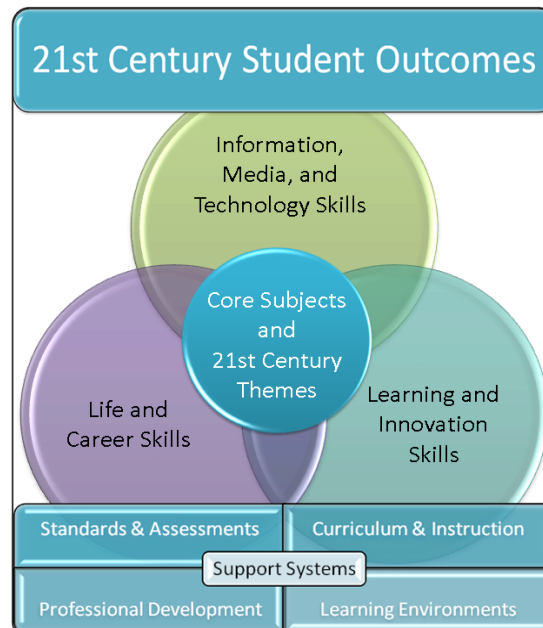 21st Century Student Outcomes
Information,
Media, and
Technology Skills
Core Subjects
and
21st Century
Themes
Life and
Career Skills
Learning and
Innovation
Skills
Standards & Assessments
Curriculum & Instruction
Support Systems
Professional Development
Learning Environments